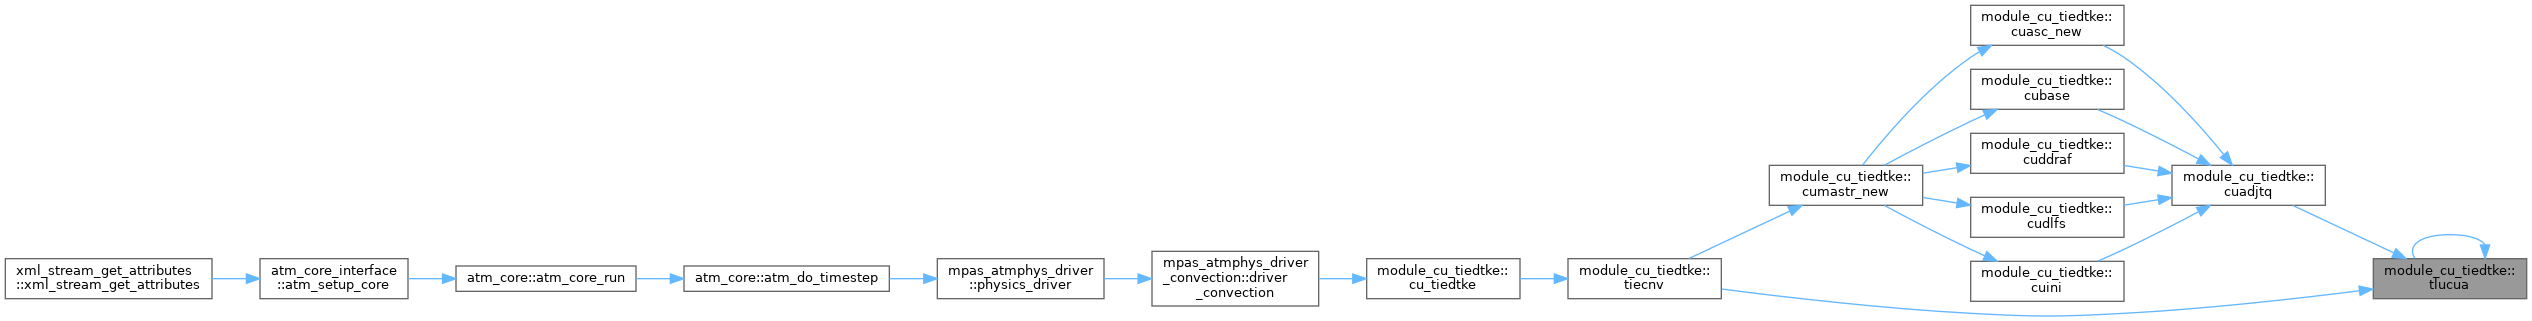 xml_stream_get_attributes
::xml_stream_get_attributes
atm_core_interface
::atm_setup_core
atm_core::atm_core_run
atm_core::atm_do_timestep
mpas_atmphys_driver
::physics_driver
mpas_atmphys_driver
_convection::driver
_convection
module_cu_tiedtke::
cu_tiedtke
module_cu_tiedtke::
tiecnv
module_cu_tiedtke::
cumastr_new
module_cu_tiedtke::
cuasc_new
module_cu_tiedtke::
cubase
module_cu_tiedtke::
cuddraf
module_cu_tiedtke::
cudlfs
module_cu_tiedtke::
cuini
module_cu_tiedtke::
cuadjtq
module_cu_tiedtke::
tlucua